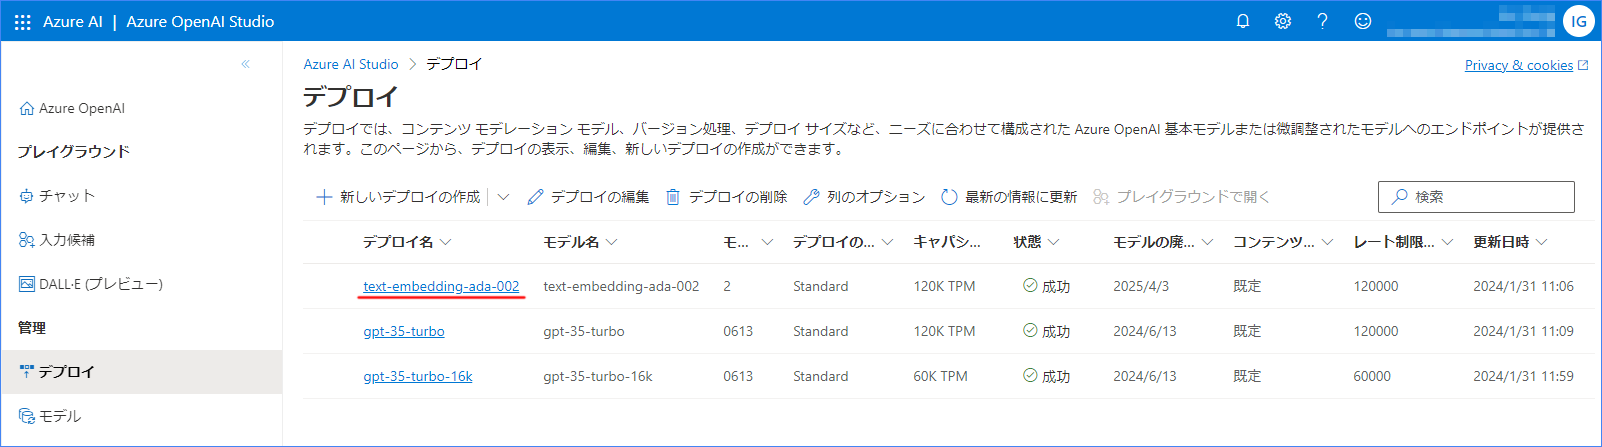 Azure AI | Azure OpenAI Studio
IG
Azure AI Studio > デプロイ
Privacy & cookies
デプロイ
デプロイでは、コンテンツ モデレーション モデル、バージョン処理、デプロイ サイズなど、ニーズに合わせて構成された Azure OpenAI 基本モデルまたは微調整されたモデルへのエンドポイントが提供さ
れます。このページから、デプロイの表示、編集、新しいデプロイの作成ができます。
Azure OpenAI
プレイグラウンド
チャット
入力候補
DALL·E (プレビュー)
管理
デプロイ
モデル
新しいデプロイの作成 デプロイの編集 デプロイの削除 列のオプション 最新の情報に更新 プレイグラウンドで開く 検索
デプロイ名 モデル名 モ... デプロイの... キャパシ... 状態 モデルの廃... コンテンツ... レート制限... 更新日時
text-embedding-ada-002 text-embedding-ada-002 2 Standard 120K TPM 成功 2025/4/3 既定 120000 2024/1/31 11:06
gpt-35-turbo gpt-35-turbo 0613 Standard 120K TPM 成功 2024/6/13 既定 120000 2024/1/31 11:09
gpt-35-turbo-16k gpt-35-turbo-16k 0613 Standard 60K TPM 成功 2024/6/13 既定 60000 2024/1/31 11:59